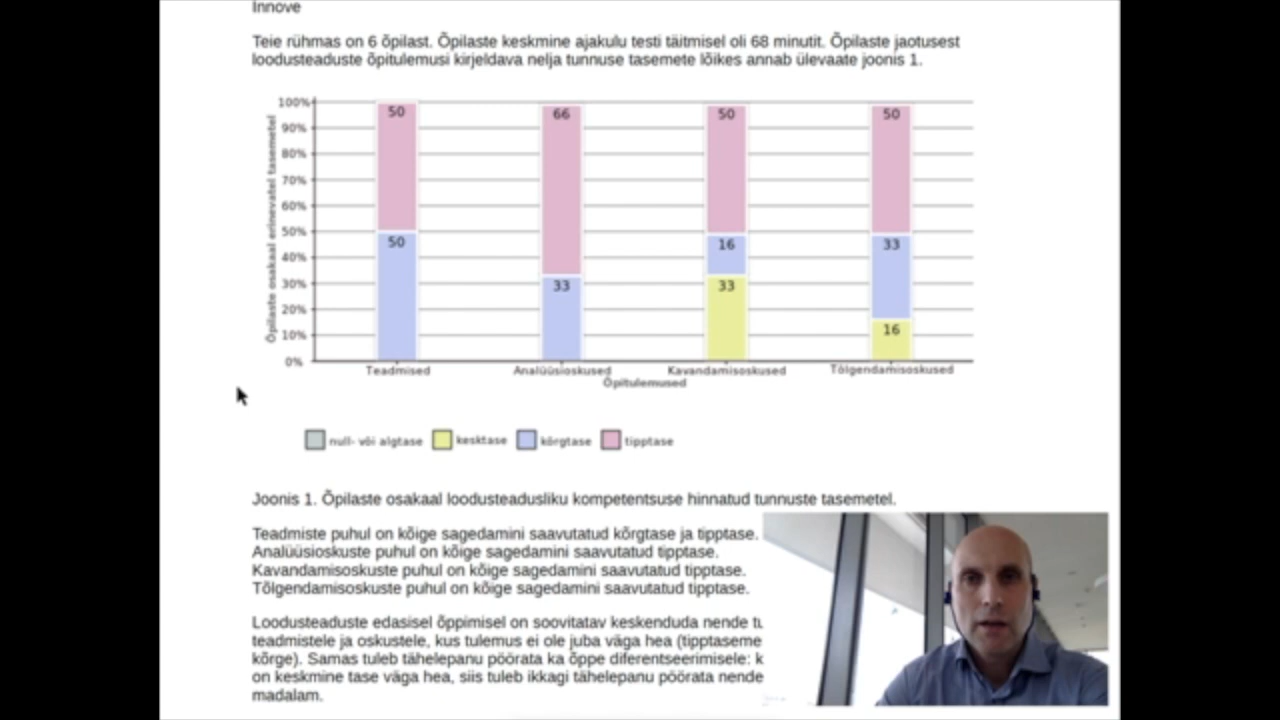 Innove
Teie rühmas on 6 õpilast. Õpilaste keskmine ajakulu testi täitmisel oli 68 minutit. Õpilaste jaotusest
loodusteaduste õpitulemusi kirjeldava nelja tunnuse tasemete lõikes annab ülevaate joonis 1.
Õpilaste osakaal erinevatel tasemetel
100%
90%
80%
70%
60%
50%
40%
30%
20%
10%
0%
50
66
50
50
50
33
16
33
33
16
Teadmised
Analüüsioskused
Kavandamisoskused
Tõlgendamisoskused
Õpitulemused
null- või algtase
kesktase
kõrgtase
tipptase
Joonis 1. Õpilaste osakaal loodusteadusliku kompetentsuse hinnatud tunnuste tasemetel.
Teadmiste puhul on kõige sagedamini saavutatud kõrgtase ja tipptase.
Analüüsioskuste puhul on kõige sagedamini saavutatud tipptase.
Kavandamisoskuste puhul on kõige sagedamini saavutatud tipptase.
Tõlgendamisoskuste puhul on kõige sagedamini saavutatud tipptase.
Loodusteaduste edasisel õppimisel on soovitatav keskenduda nende
teadmistele ja oskustele, kus tulemus ei ole juba väga hea (tipptaseme
kõrge). Samas tuleb tähelepanu pöörata ka õppe diferentseerimisele: k
on keskmine tase väga hea, siis tuleb ikkagi tähelepanu pöörata nende
madalam.